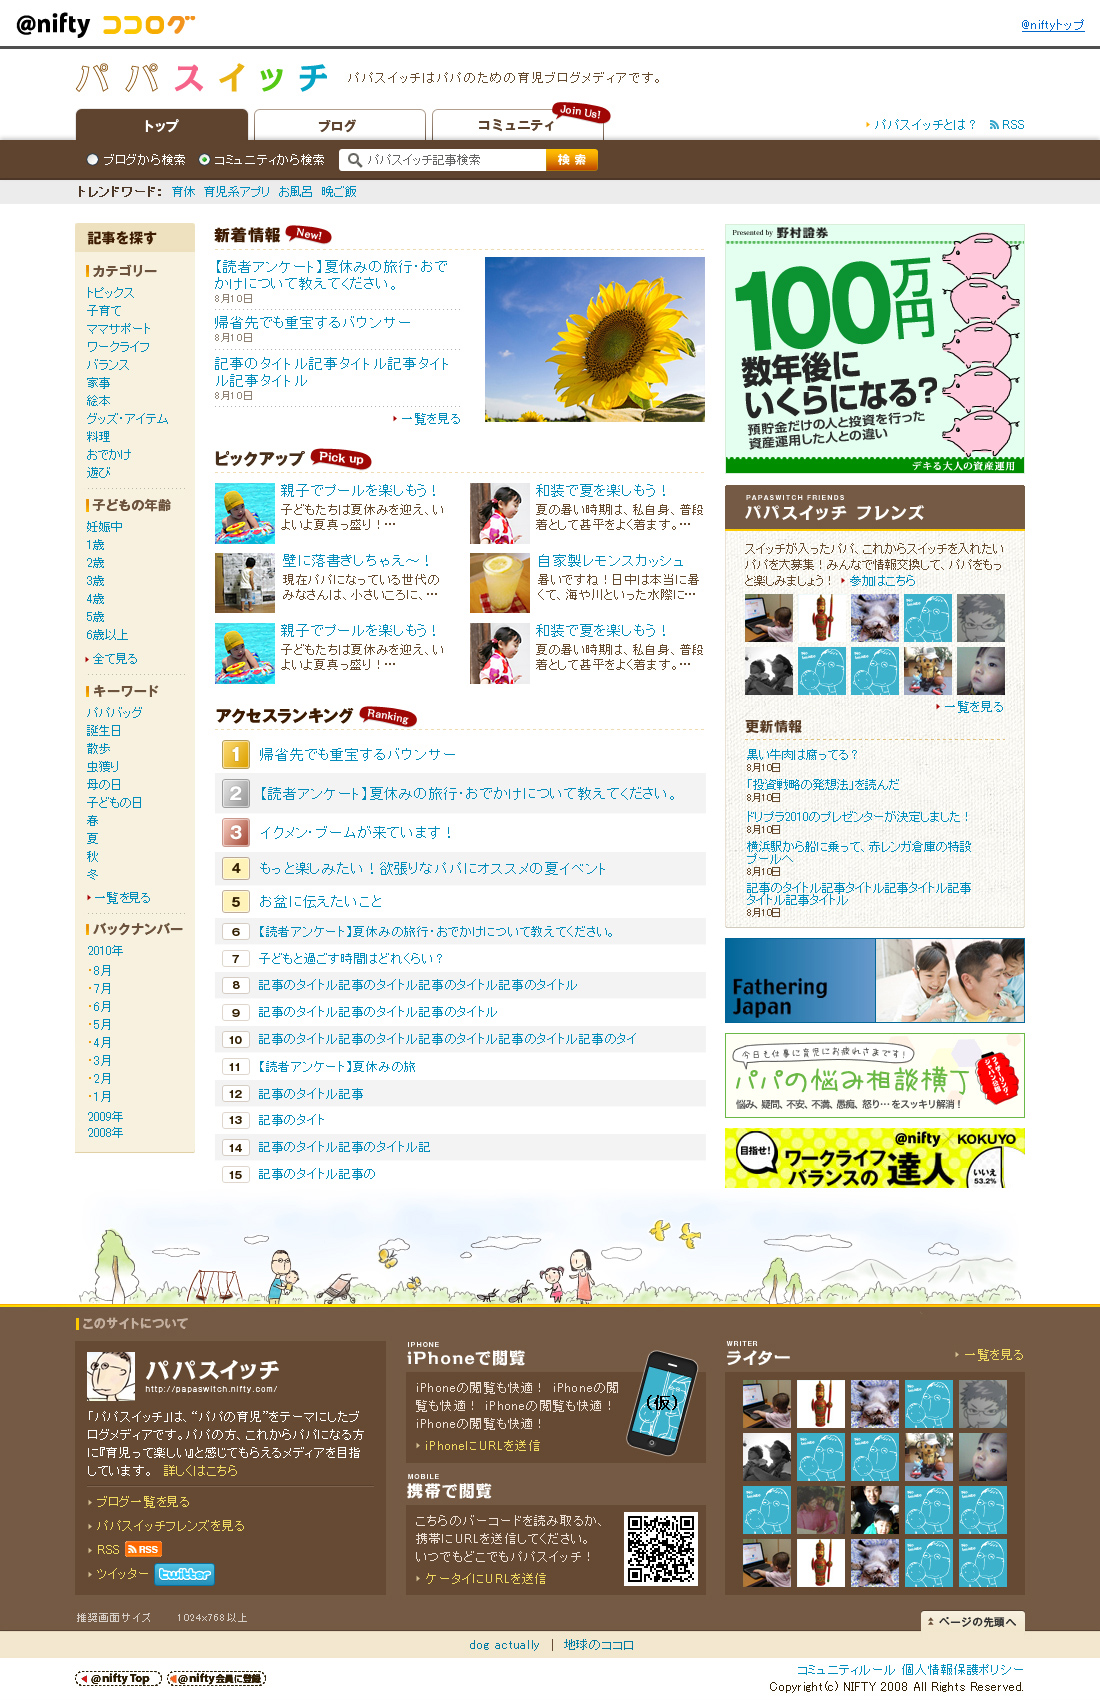 @nifty ココログ
@niftyトップ
パパスイッチ
パパスイッチはパパのための育児ブログメディアです。
トップ
ブログ
コミュニティ
Join Us!
パパスイッチとは？
RSS
ブログから検索
コミュニティから検索
パパスイッチ記事検索
検索
トレンドワード：
育休 育児系アプリ お風呂 晩ご飯
記事を探す
カテゴリー
トピックス
子育て
ママサポート
ワークライフ
バランス
家事
絵本
グッズ・アイテム
料理
おでかけ
遊び
子どもの年齢
妊娠中
1歳
2歳
3歳
4歳
5歳
6歳以上
全て見る
キーワード
パパバッグ
誕生日
散歩
虫獲り
母の日
子どもの日
春
夏
秋
冬
一覧を見る
バックナンバー
2010年
・8月
・7月
・6月
・5月
・4月
・3月
・2月
・1月
2009年
2008年
新着情報 New!
【読者アンケート】夏休みの旅行・おで
かけについて教えてください。
8月10日
帰省先でも重宝するバウンサー
8月10日
記事のタイトル記事タイトル記事タイト
ル記事タイトル
8月10日
一覧を見る
ピックアップ Pick up
親子でプールを楽しもう！
子どもたちは夏休みを迎え、い
よいよ夏真っ盛り！…
和装で夏を楽しもう！
夏の暑い時期は、私自身、普段
着として甚平をよく着ます。…
壁に落書きしちゃえ～！
現在パパになっている世代の
みなさんは、小さいころに、…
自家製レモンスカッシュ
暑いですね！日中は本当に暑
くて、海や川といった水際に…
親子でプールを楽しもう！
子どもたちは夏休みを迎え、い
よいよ夏真っ盛り！…
和装で夏を楽しもう！
夏の暑い時期は、私自身、普段
着として甚平をよく着ます。…
アクセスランキング Ranking
1 帰省先でも重宝するバウンサー
2 【読者アンケート】夏休みの旅行・おでかけについて教えてください。
3 イクメン・ブームが来ています！
4 もっと楽しみたい！欲張りなパパにオススメの夏イベント
5 お盆に伝えたいこと
6 【読者アンケート】夏休みの旅行・おでかけについて教えてください。
7 子どもと過ごす時間はどれくらい？
8 記事のタイトル記事のタイトル記事のタイトル記事のタイトル
9 記事のタイトル記事のタイトル記事のタイトル
10 記事のタイトル記事のタイトル記事のタイトル記事のタイトル記事のタイ
11 【読者アンケート】夏休みの旅
12 記事のタイトル記事
13 記事のタイト
14 記事のタイトル記事のタイトル記
15 記事のタイトル記事の
Presented by 野村證券
100万円
数年後に
いくらになる？
預貯金だけの人と投資を行った
資産運用した人との違い
デキる大人の資産運用
PAPASWITCH FRIENDS
パパスイッチ フレンズ
スイッチが入ったパパ、これからスイッチを入れたい
パパを大募集！みんなで情報交換して、パパをもっ
と楽しみましょう！ 参加はこちら
一覧を見る
更新情報
黒い牛肉は腐ってる？
8月10日
「投資戦略の発想法」を読んだ
8月10日
ドリプラ2010のプレゼンターが決定しました！
8月10日
横浜駅から船に乗って、赤レンガ倉庫の特設
プールへ
8月10日
記事のタイトル記事タイトル記事タイトル記事
タイトル記事タイトル
8月10日
Fathering
Japan
今日も仕事に育児にお疲れさまです！
パパの悩み相談横丁
悩み、疑問、不安、不満、愚痴、怒り…をスッキリ解消！
@nifty × KOKUYO
目指せ！
ワークライフ
バランスの
達人
いいえ
53.2%
このサイトについて
パパスイッチ
http://papaswitch.nifty.com/
「パパスイッチ」は、“パパの育児”をテーマにしたブ
ログメディアです。パパの方、これからパパになる方
に『育児って楽しい』と感じてもらえるメディアを目指
しています。 詳しくはこちら
ブログ一覧を見る
パパスイッチフレンズを見る
RSS RSS
ツイッター twitter
IPHONE
iPhoneで閲覧
iPhoneの閲覧も快適！ iPhoneの閲
覧も快適！ iPhoneの閲覧も快適！
iPhoneの閲覧も快適！
iPhoneにURLを送信
(仮)
MOBILE
携帯で閲覧
こちらのバーコードを読み取るか、
携帯にURLを送信してください。
いつでもどこでもパパスイッチ！
ケータイにURLを送信
WRITER
ライター
一覧を見る
推奨画面サイズ 1024×768以上
ページの先頭へ
dog actually | 地球のココロ
@nifty Top
@nifty会員に登録
コミュニティルール 個人情報保護ポリシー
Copyright(c) NIFTY 2008 All Rights Reserved.